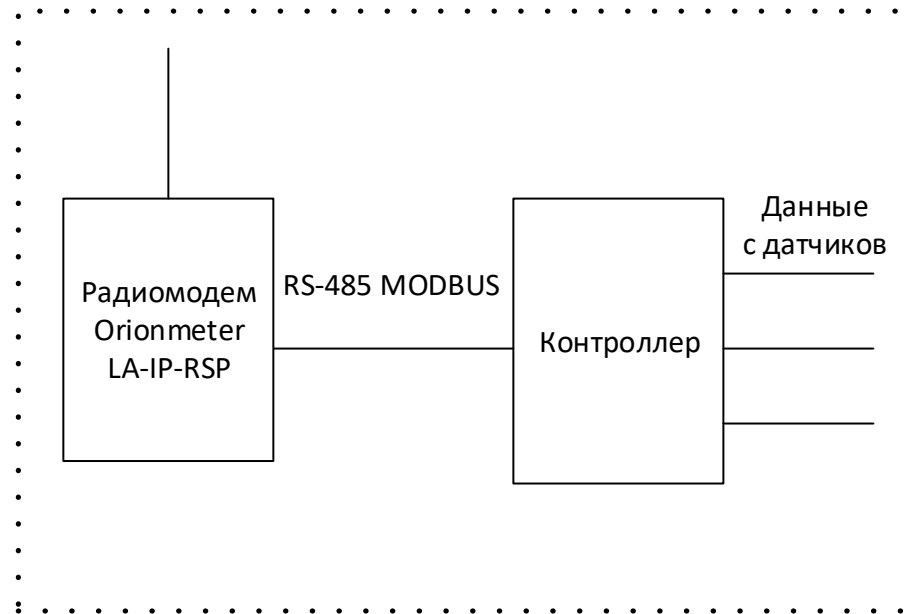 Данные
с датчиков
Радиомодем
Orionmeter
LA-IP-RSP
RS-485 MODBUS
Контроллер